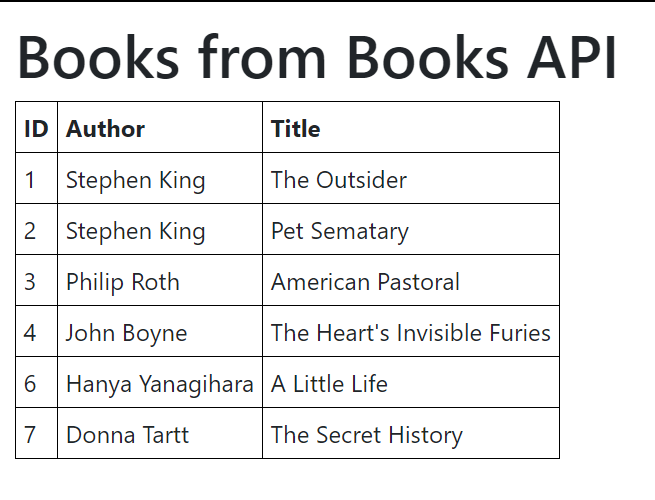 Books from Books API
ID Author Title
1 Stephen King The Outsider
2 Stephen King Pet Sematary
3 Philip Roth American Pastoral
4 John Boyne The Heart's Invisible Furies
6 Hanya Yanagihara A Little Life
7 Donna Tartt The Secret History